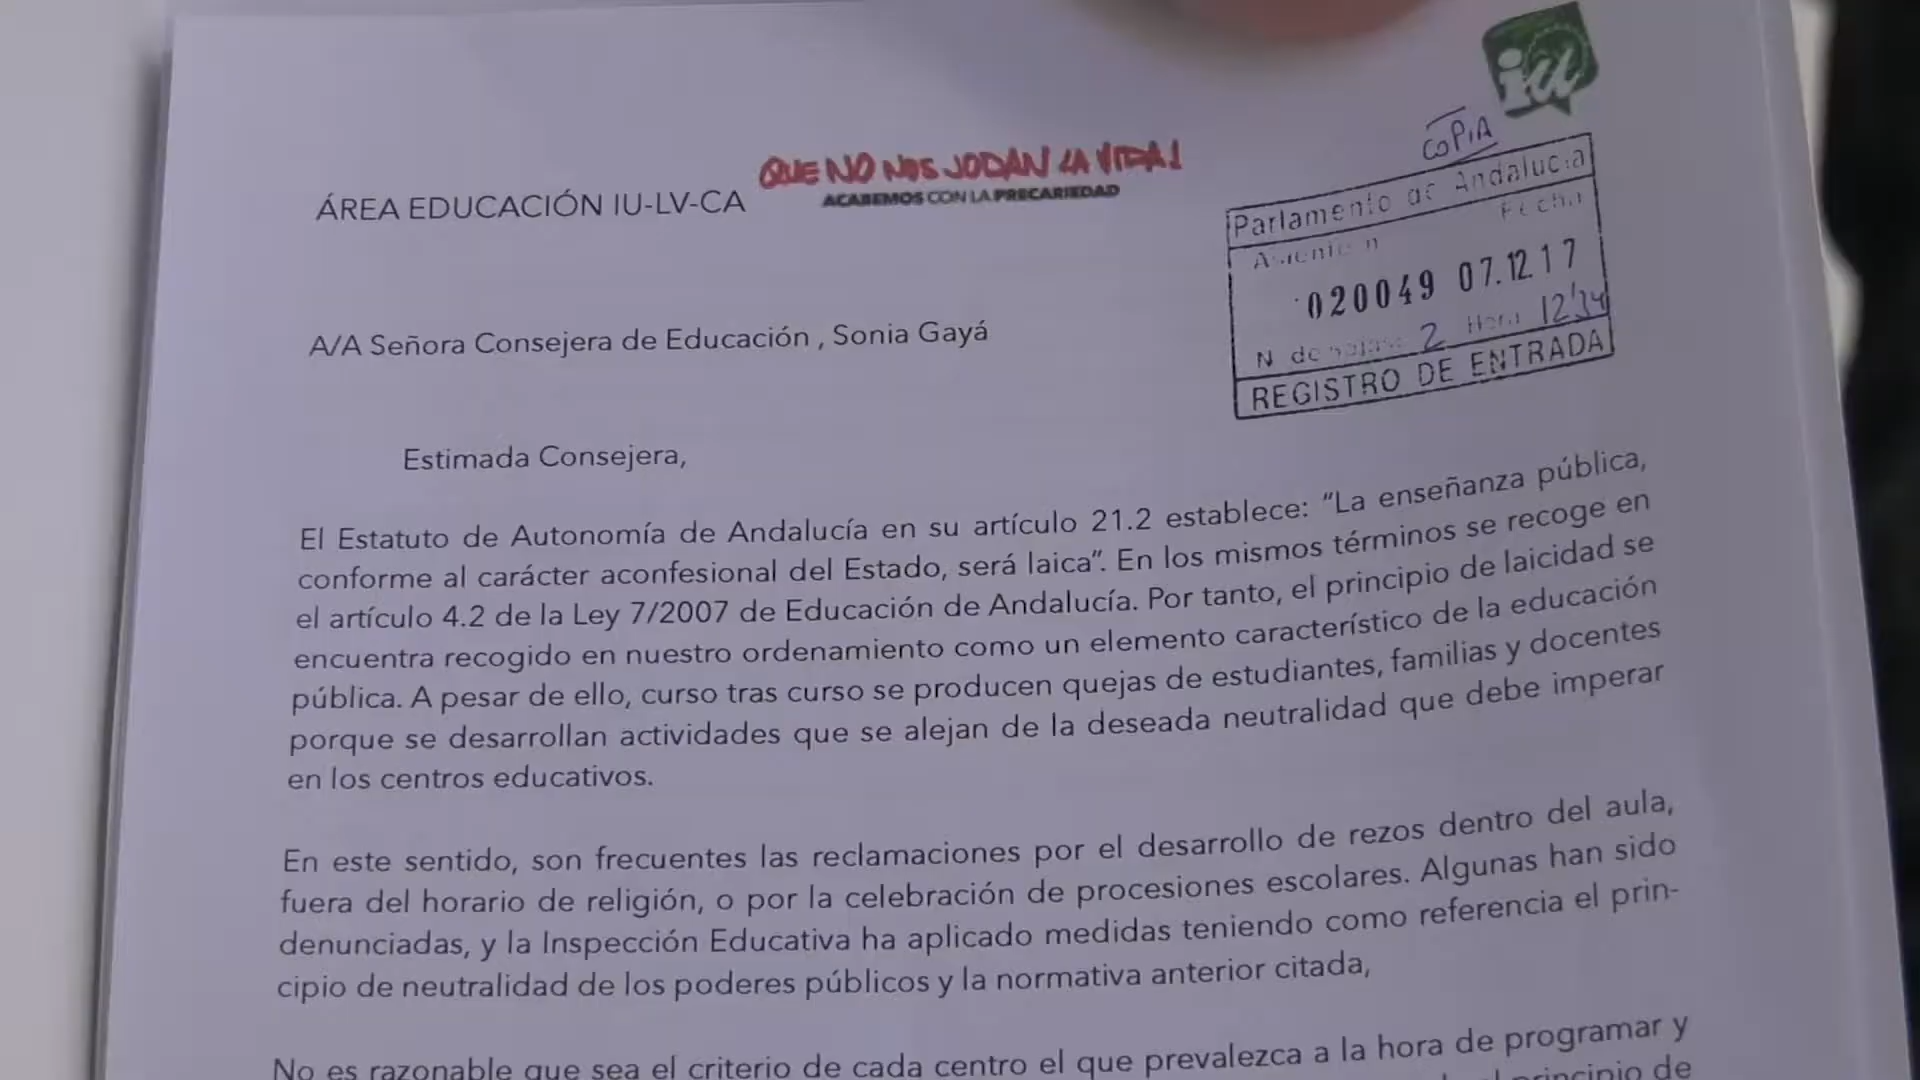 iu
COPIA
QUE NO NOS JODAN LA VIDA!
ACABEMOS CON LA PRECARIEDAD
ÁREA EDUCACIÓN IU-LV-CA
Parlamento de Andalucia
Fecha
020049 07.12 17
N de 2 Hora 12'34
REGISTRO DE ENTRADA
A/A Señora Consejera de Educación , Sonia Gayá
Estimada Consejera,
El Estatuto de Autonomía de Andalucía en su artículo 21.2 establece: “La enseñanza pública,
conforme al carácter aconfesional del Estado, será laica”. En los mismos términos se recoge en
el artículo 4.2 de la Ley 7/2007 de Educación de Andalucía. Por tanto, el principio de laicidad se
encuentra recogido en nuestro ordenamiento como un elemento característico de la educación
pública. A pesar de ello, curso tras curso se producen quejas de estudiantes, familias y docentes
porque se desarrollan actividades que se alejan de la deseada neutralidad que debe imperar
en los centros educativos.
En este sentido, son frecuentes las reclamaciones por el desarrollo de rezos dentro del aula,
fuera del horario de religión, o por la celebración de procesiones escolares. Algunas han sido
denunciadas, y la Inspección Educativa ha aplicado medidas teniendo como referencia el prin-
cipio de neutralidad de los poderes públicos y la normativa anterior citada,
No es razonable que sea el criterio de cada centro el que prevalezca a la hora de programar y
principio de